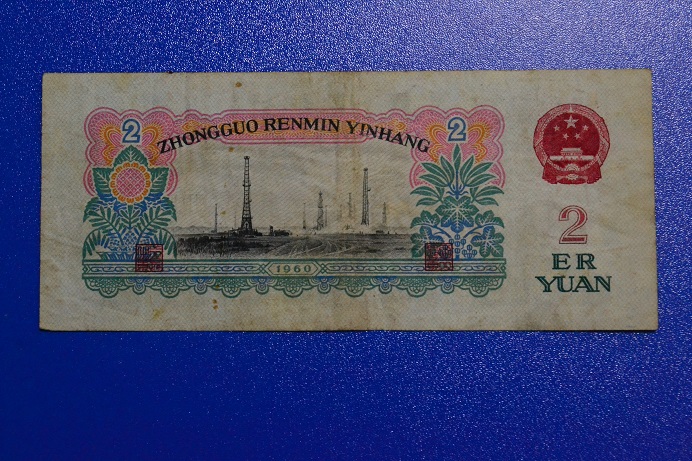 2
ZHONGGUO RENMIN YINHANG
2
1960
2
ER
YUAN